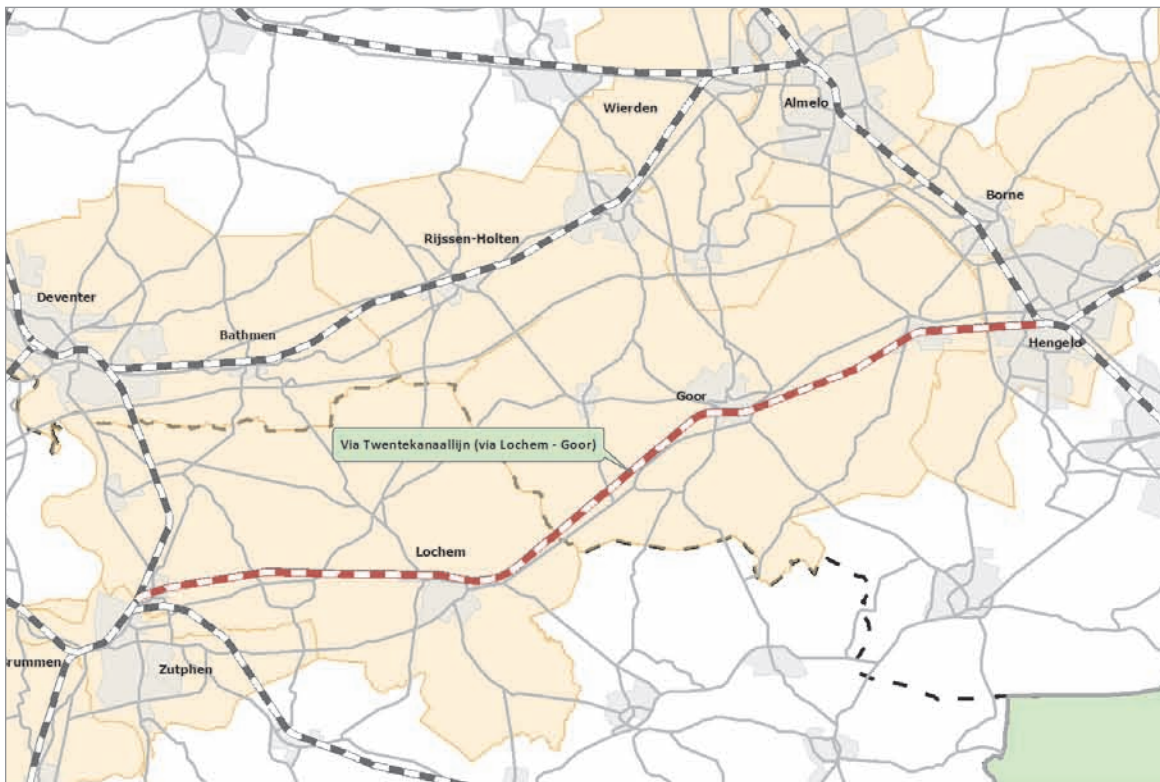 Wierden
Almelo
Borne
Rijssen-Holten
Deventer
Bathmen
Hengelo
Goor
Via Twentekanaallijn (via Lochem - Goor)
Lochem
rummen
Zutphen